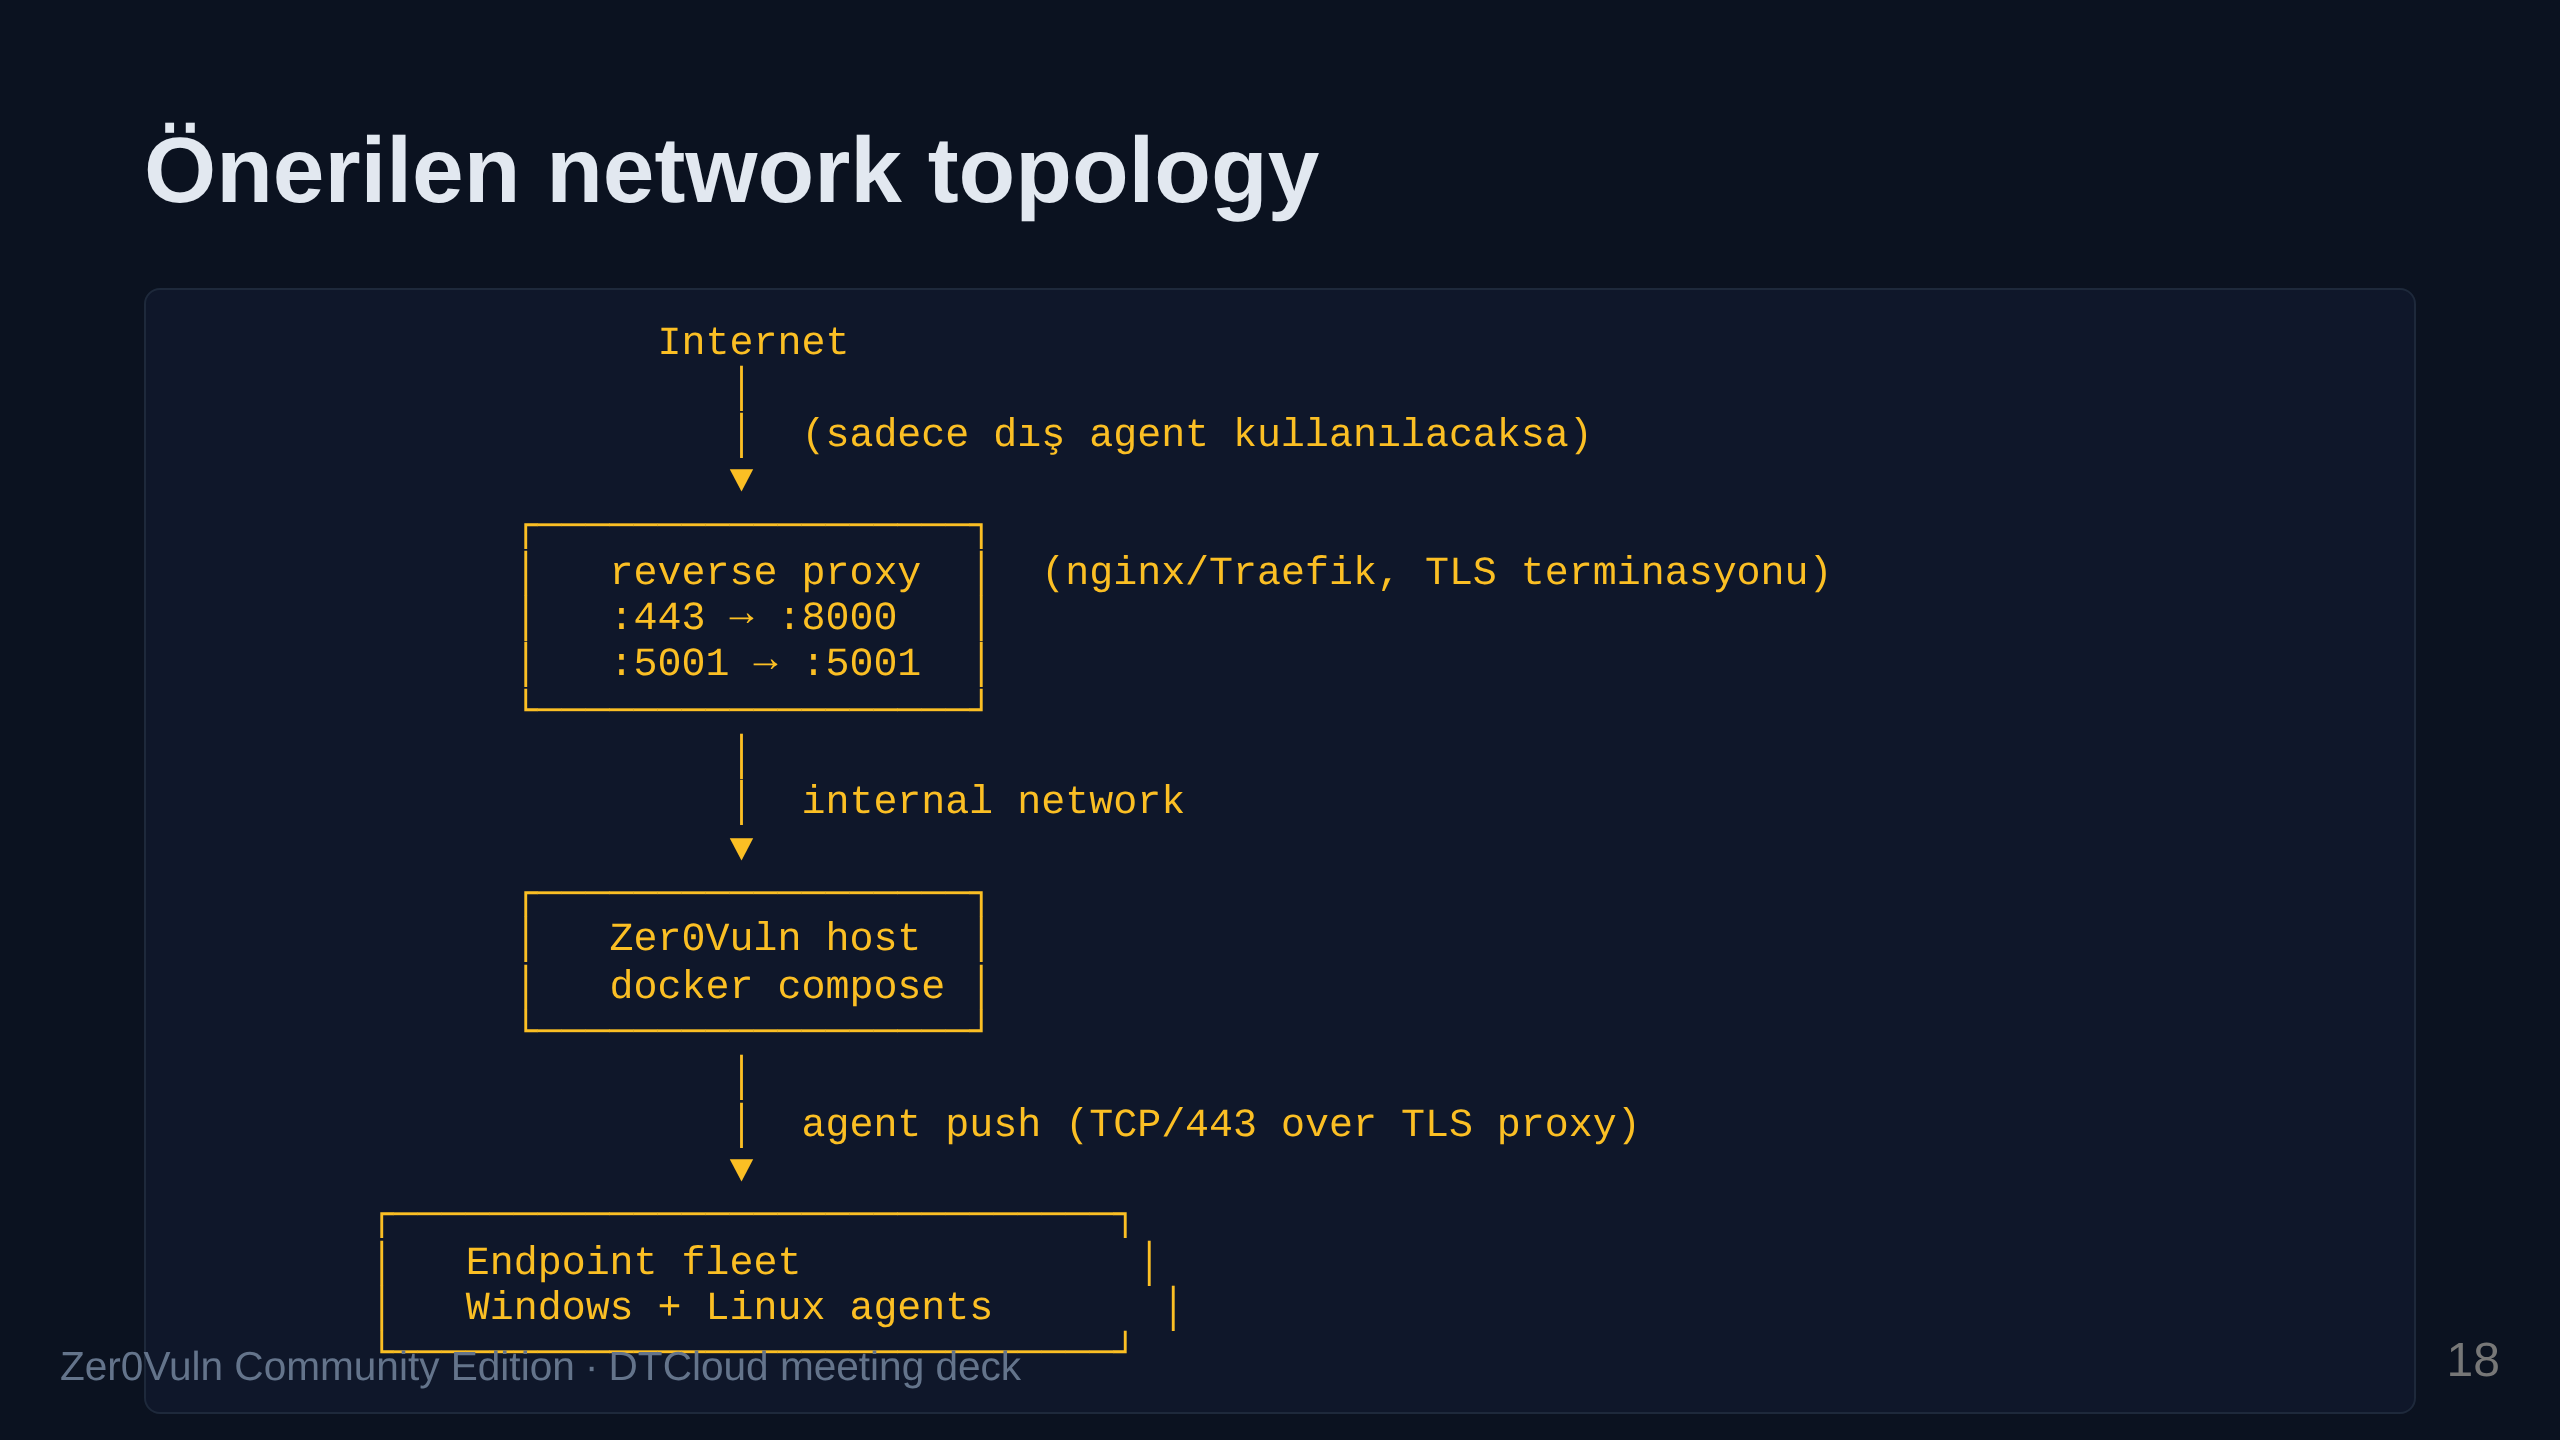 Önerilen network topology
Internet
(sadece dış agent kullanılacaksa)
reverse proxy (nginx/Traefik, TLS terminasyonu)
:443 → :8000
:5001 → :5001
internal network
Zer0Vuln host
docker compose
agent push (TCP/443 over TLS proxy)
Endpoint fleet
Windows + Linux agents
Zer0Vuln Community Edition · DTCloud meeting deck
18